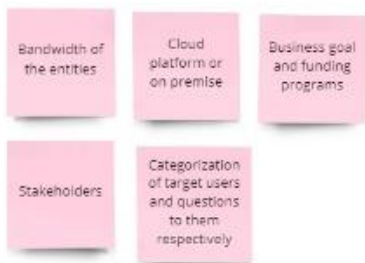 Bandwidth of
the entities
Cloud
platform or
on premise
Business goal
and funding
programs
Stakeholders
Categorization
of target users
and questions
to them
respectively